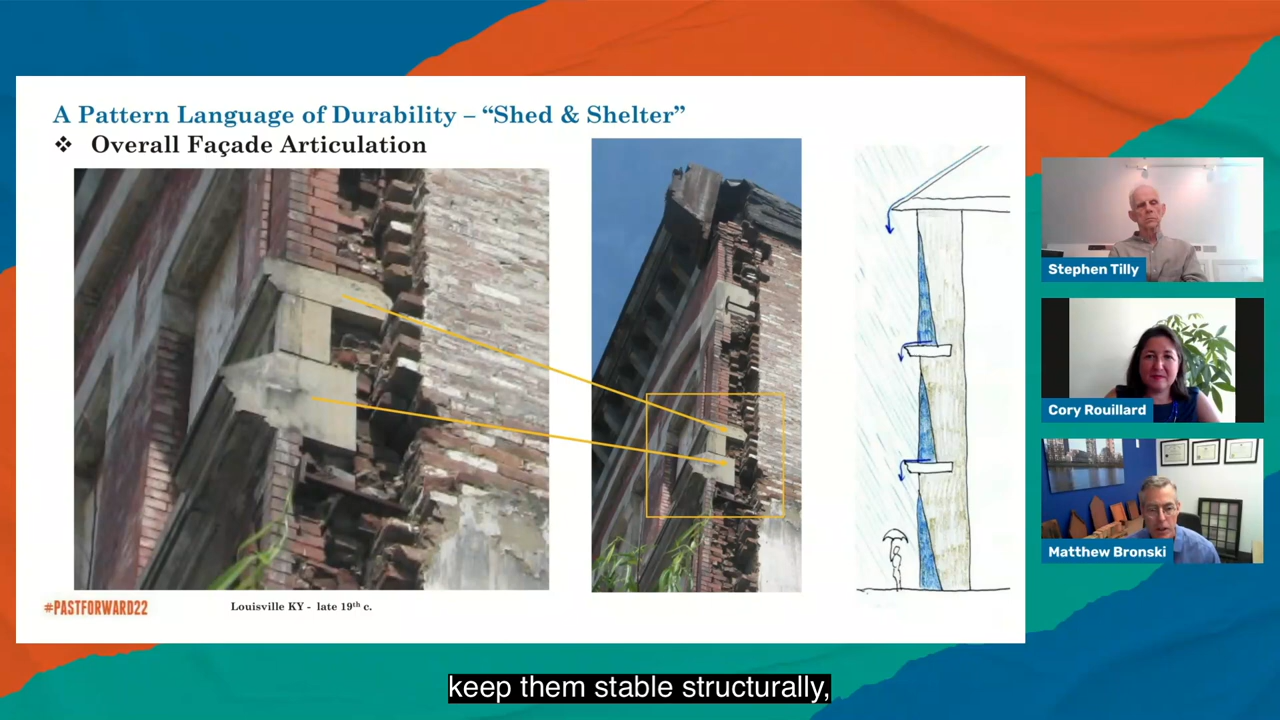 A Pattern Language of Durability – “Shed & Shelter”
❖ Overall Façade Articulation
#PASTFORWARD22
Louisville KY - late 19th c.
Stephen Tilly
Cory Rouillard
Matthew Bronski
keep them stable structurally,